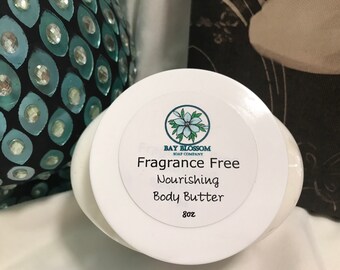 BAY BLOSSOM
SOAP COMPANY
Fragrance Free
Nourishing
Body Butter
8oz